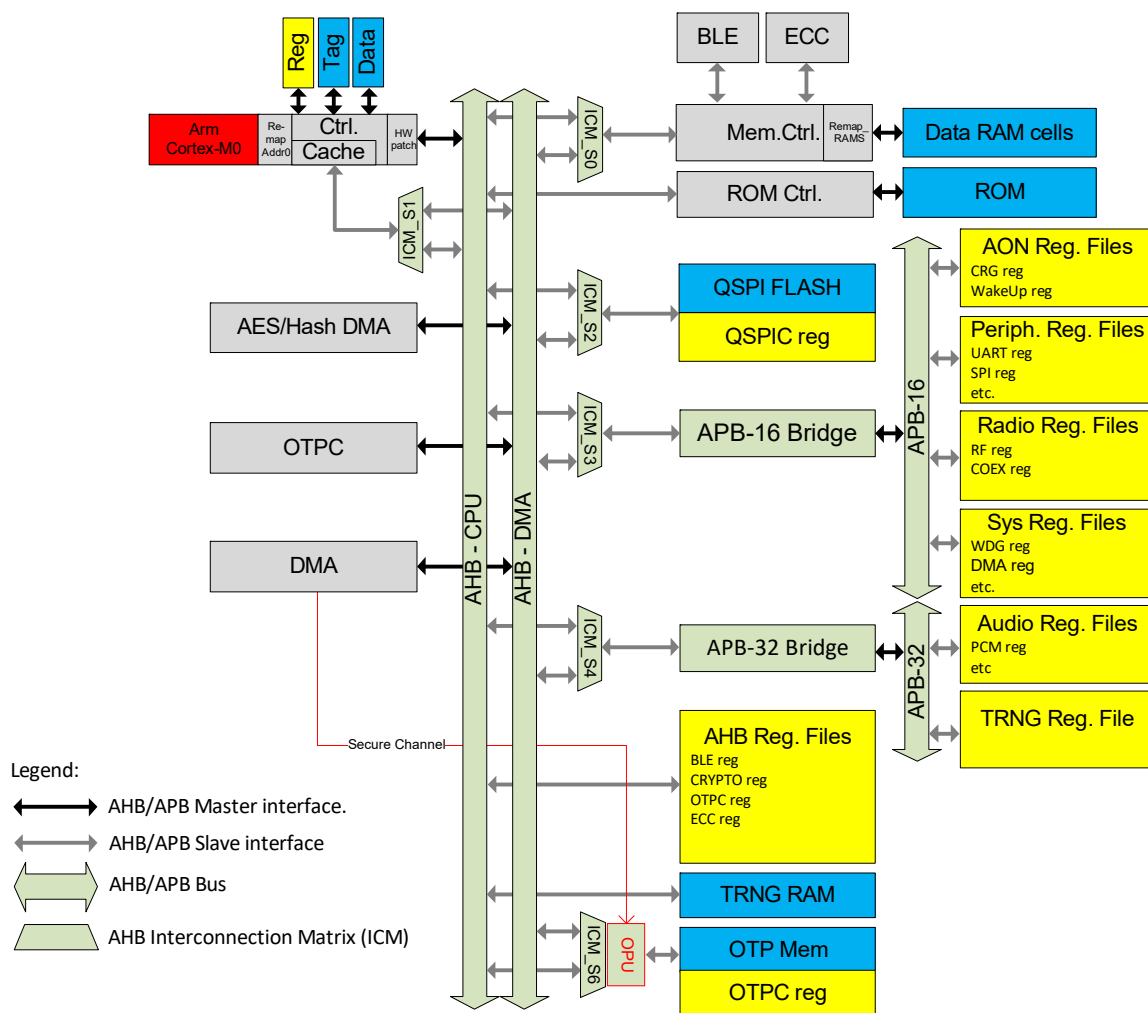 Reg
Tag
Data
BLE
ECC
Arm
Cortex-M0
Re-
map
Addr0
Ctrl.
Cache
HW
patch
ICM_S0
Mem.Ctrl.
Remap_
RAMS
Data RAM cells
ROM Ctrl.
ROM
ICM_S1
AON Reg. Files
CRG reg
WakeUp reg
AES/Hash DMA
ICM_S2
QSPI FLASH
QSPIC reg
Periph. Reg. Files
UART reg
SPI reg
etc.
APB-16
OTPC
ICM_S3
APB-16 Bridge
Radio Reg. Files
RF reg
COEX reg
AHB - CPU
AHB - DMA
DMA
Sys Reg. Files
WDG reg
DMA reg
etc.
ICM_S4
APB-32 Bridge
APB-32
Audio Reg. Files
PCM reg
etc
TRNG Reg. File
Secure Channel
AHB Reg. Files
BLE reg
CRYPTO reg
OTPC reg
ECC reg
Legend:
AHB/APB Master interface.
AHB/APB Slave interface
AHB/APB Bus
AHB Interconnection Matrix (ICM)
TRNG RAM
ICM_S6
OPU
OTP Mem
OTPC reg